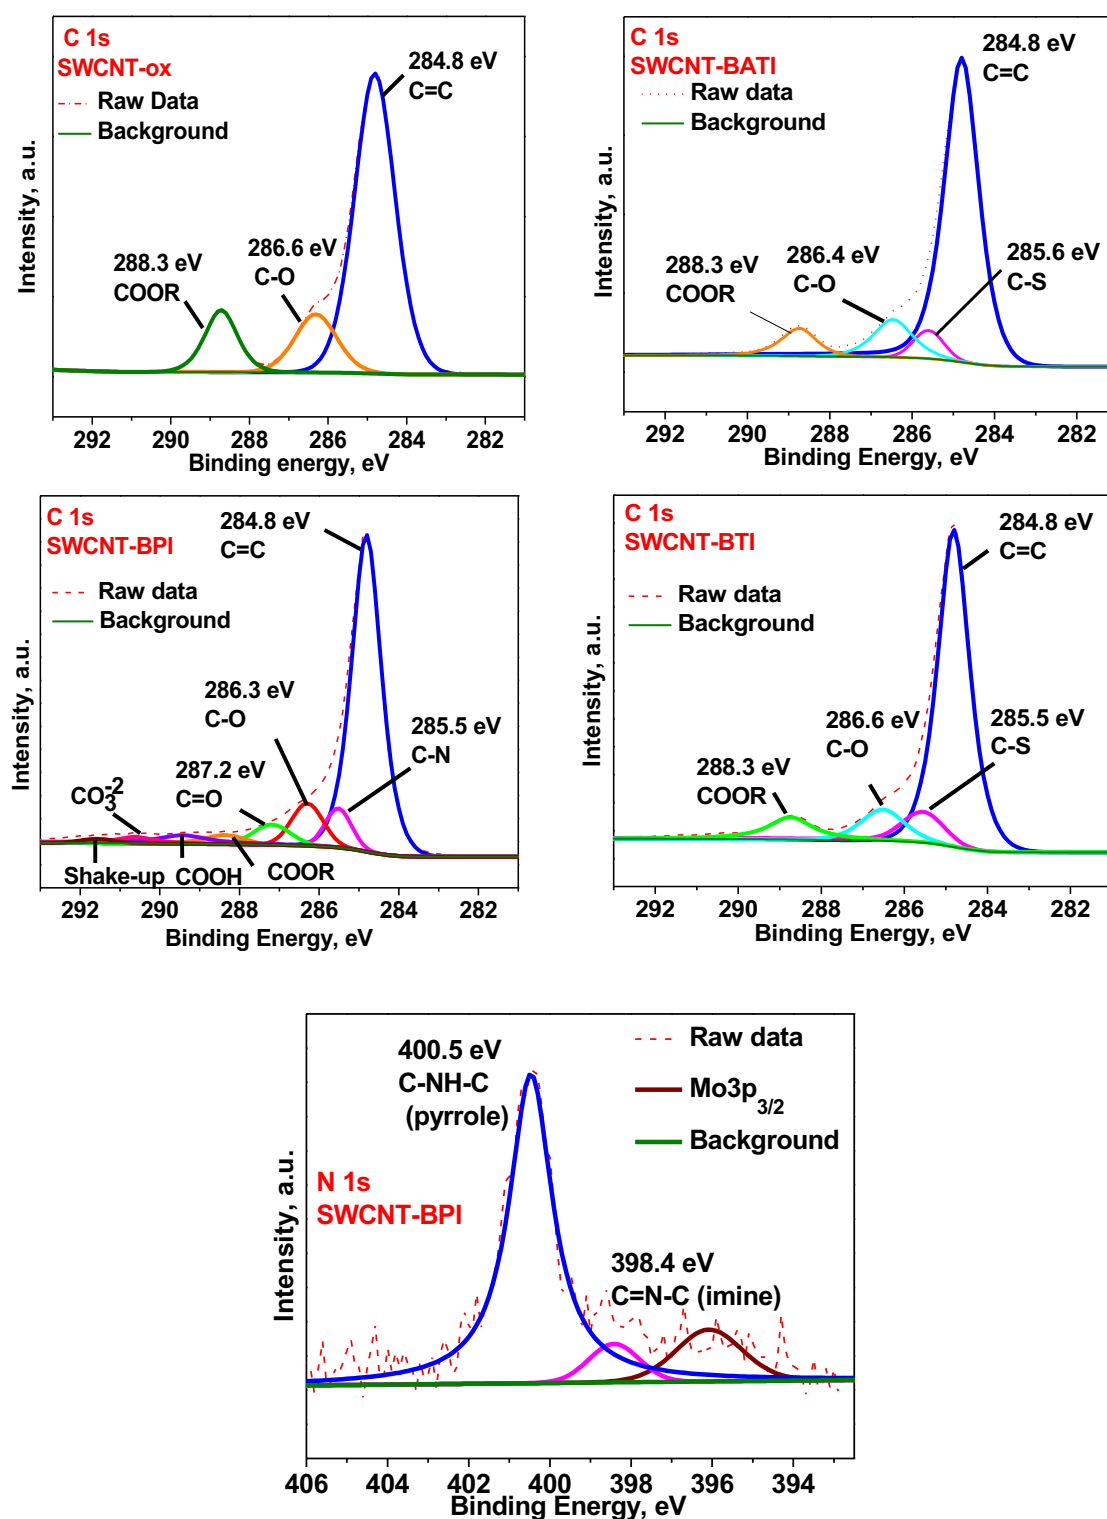 C 1s
SWCNT-ox
Raw Data
Background
284.8 eV
C=C
286.6 eV
C-O
288.3 eV
COOR
Intensity, a.u.
292 290 288 286 284 282
Binding energy, eV
C 1s
SWCNT-BATI
Raw data
Background
284.8 eV
C=C
285.6 eV
C-S
286.4 eV
C-O
288.3 eV
COOR
Intensity, a.u.
292 290 288 286 284 282
Binding Energy, eV
C 1s
SWCNT-BPI
Raw data
Background
284.8 eV
C=C
286.3 eV
C-O
285.5 eV
C-N
287.2 eV
C=O
CO3-2
Shake-up
COOH
COOR
Intensity, a.u.
292 290 288 286 284 282
Binding Energy, eV
C 1s
SWCNT-BTI
Raw data
Background
284.8 eV
C=C
286.6 eV
C-O
285.5 eV
C-S
288.3 eV
COOR
Intensity, a.u.
292 290 288 286 284 282
Binding Energy, eV
400.5 eV
C-NH-C
(pyrrole)
Raw data
Mo3p3/2
Background
N 1s
SWCNT-BPI
398.4 eV
C=N-C (imine)
Intensity, a.u.
406 404 402 400 398 396 394
Binding Energy, eV